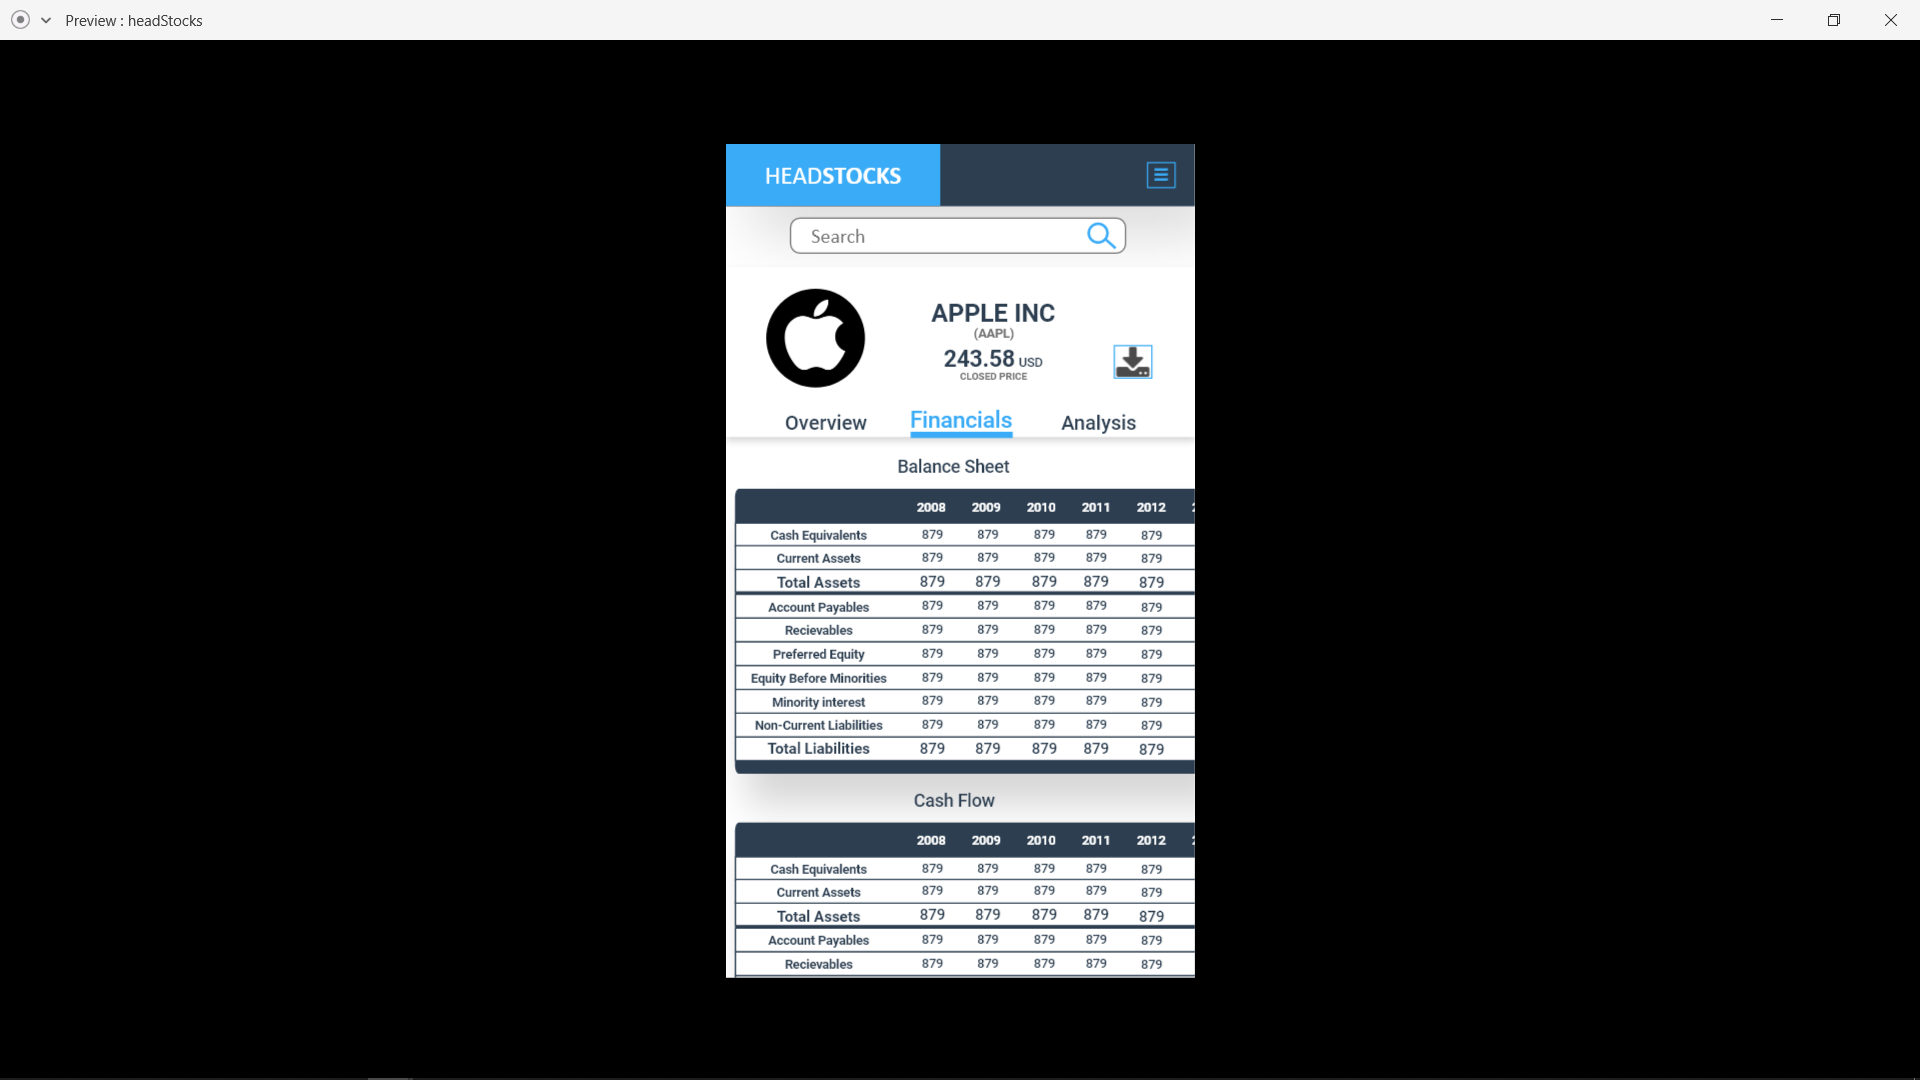 Preview : headStocks
HEADSTOCKS
Search
APPLE INC
(AAPL)
243.58 USD
CLOSED PRICE
Overview Financials Analysis
Balance Sheet
2008 2009 2010 2011 2012
Cash Equivalents 879 879 879 879 879
Current Assets 879 879 879 879 879
Total Assets 879 879 879 879 879
Account Payables 879 879 879 879 879
Recievables 879 879 879 879 879
Preferred Equity 879 879 879 879 879
Equity Before Minorities 879 879 879 879 879
Minority interest 879 879 879 879 879
Non-Current Liabilities 879 879 879 879 879
Total Liabilities 879 879 879 879 879
Cash Flow
2008 2009 2010 2011 2012
Cash Equivalents 879 879 879 879 879
Current Assets 879 879 879 879 879
Total Assets 879 879 879 879 879
Account Payables 879 879 879 879 879
Recievables 879 879 879 879 879